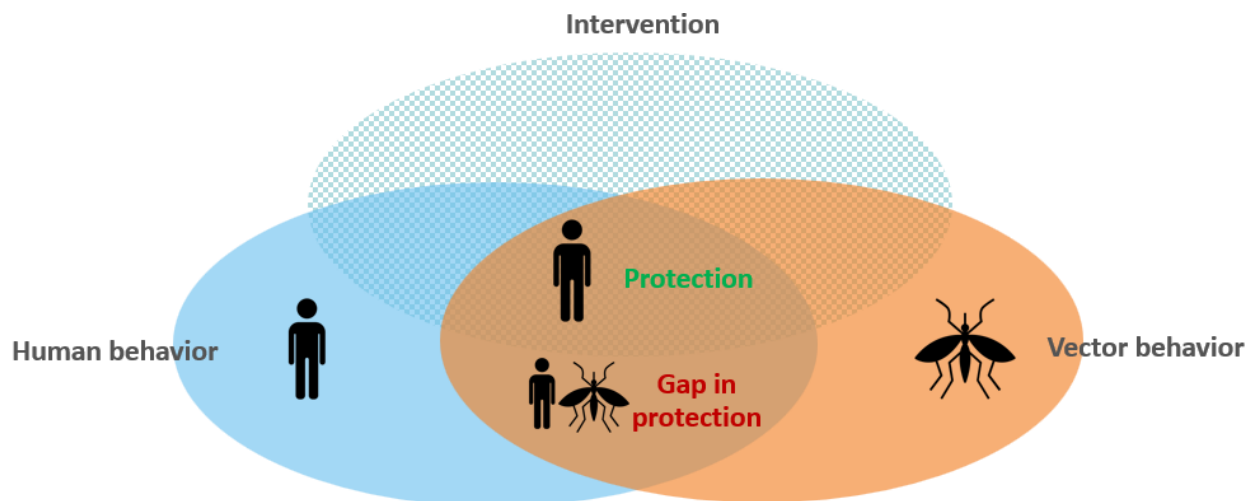 Intervention
Protection
Human behavior
Vector behavior
Gap in
protection